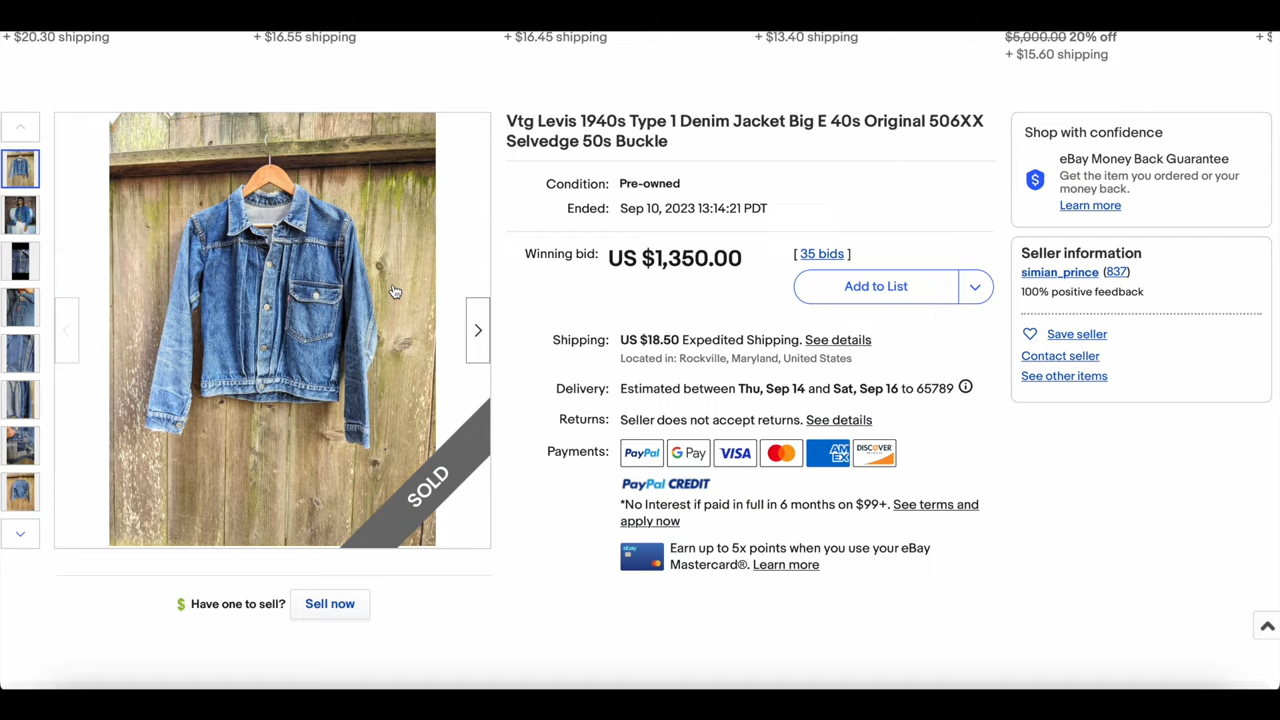 + $20.30 shipping
+ $16.55 shipping
+ $16.45 shipping
+ $13.40 shipping
$5,000.00 20% off
+ $15.60 shipping
+ $
Vtg Levis 1940s Type 1 Denim Jacket Big E 40s Original 506XX
Selvedge 50s Buckle
Condition: Pre-owned
Ended: Sep 10, 2023 13:14:21 PDT
Winning bid: US $1,350.00 [ 35 bids ]
Add to List
Shipping: US $18.50 Expedited Shipping. See details
Located in: Rockville, Maryland, United States
Delivery: Estimated between Thu, Sep 14 and Sat, Sep 16 to 65789
Returns: Seller does not accept returns. See details
Payments: PayPal G Pay VISA AM EX DISCOVER
PayPal CREDIT
*No Interest if paid in full in 6 months on $99+. See terms and
apply now
ebay
Earn up to 5x points when you use your eBay
Mastercard®. Learn more
SOLD
Have one to sell? Sell now
Shop with confidence
eBay Money Back Guarantee
Get the item you ordered or your
money back.
Learn more
Seller information
simian_prince (837)
100% positive feedback
Save seller
Contact seller
See other items